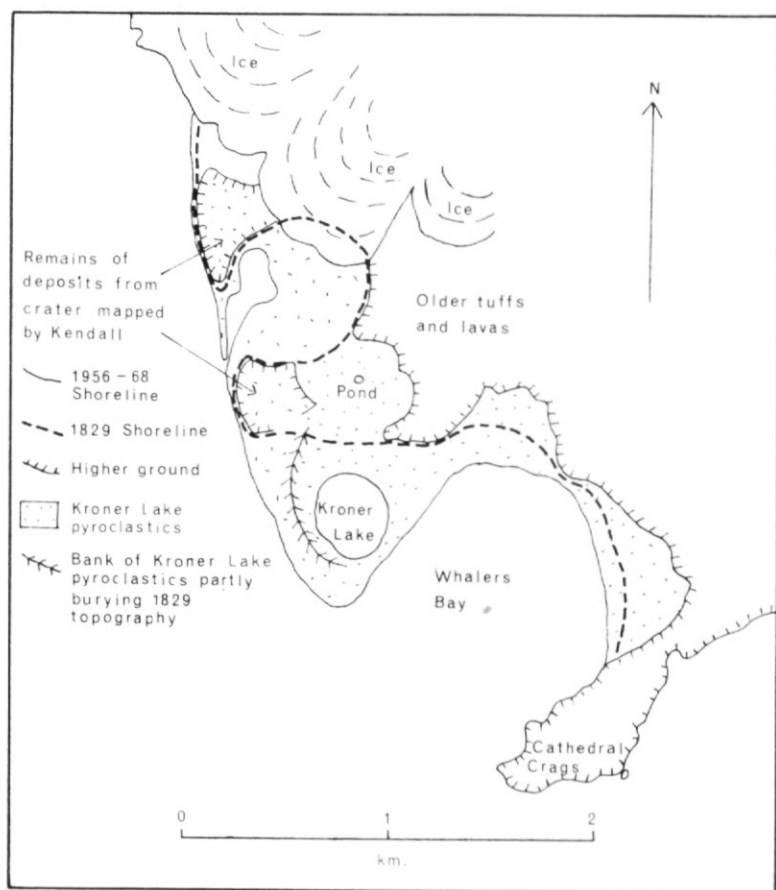 Ice
N
Ice
Ice
Remains of
deposits from
crater mapped
by Kendall
Older tuffs
and lavas
1956-68
Shoreline
Pond
1829 Shoreline
Higher ground
Kroner Lake
pyroclastics
Kroner
Lake
Bank of Kroner Lake
pyroclastics partly
burying 1829
topography
Whalers
Bay
Cathedral
Crags
0 1 2
km.